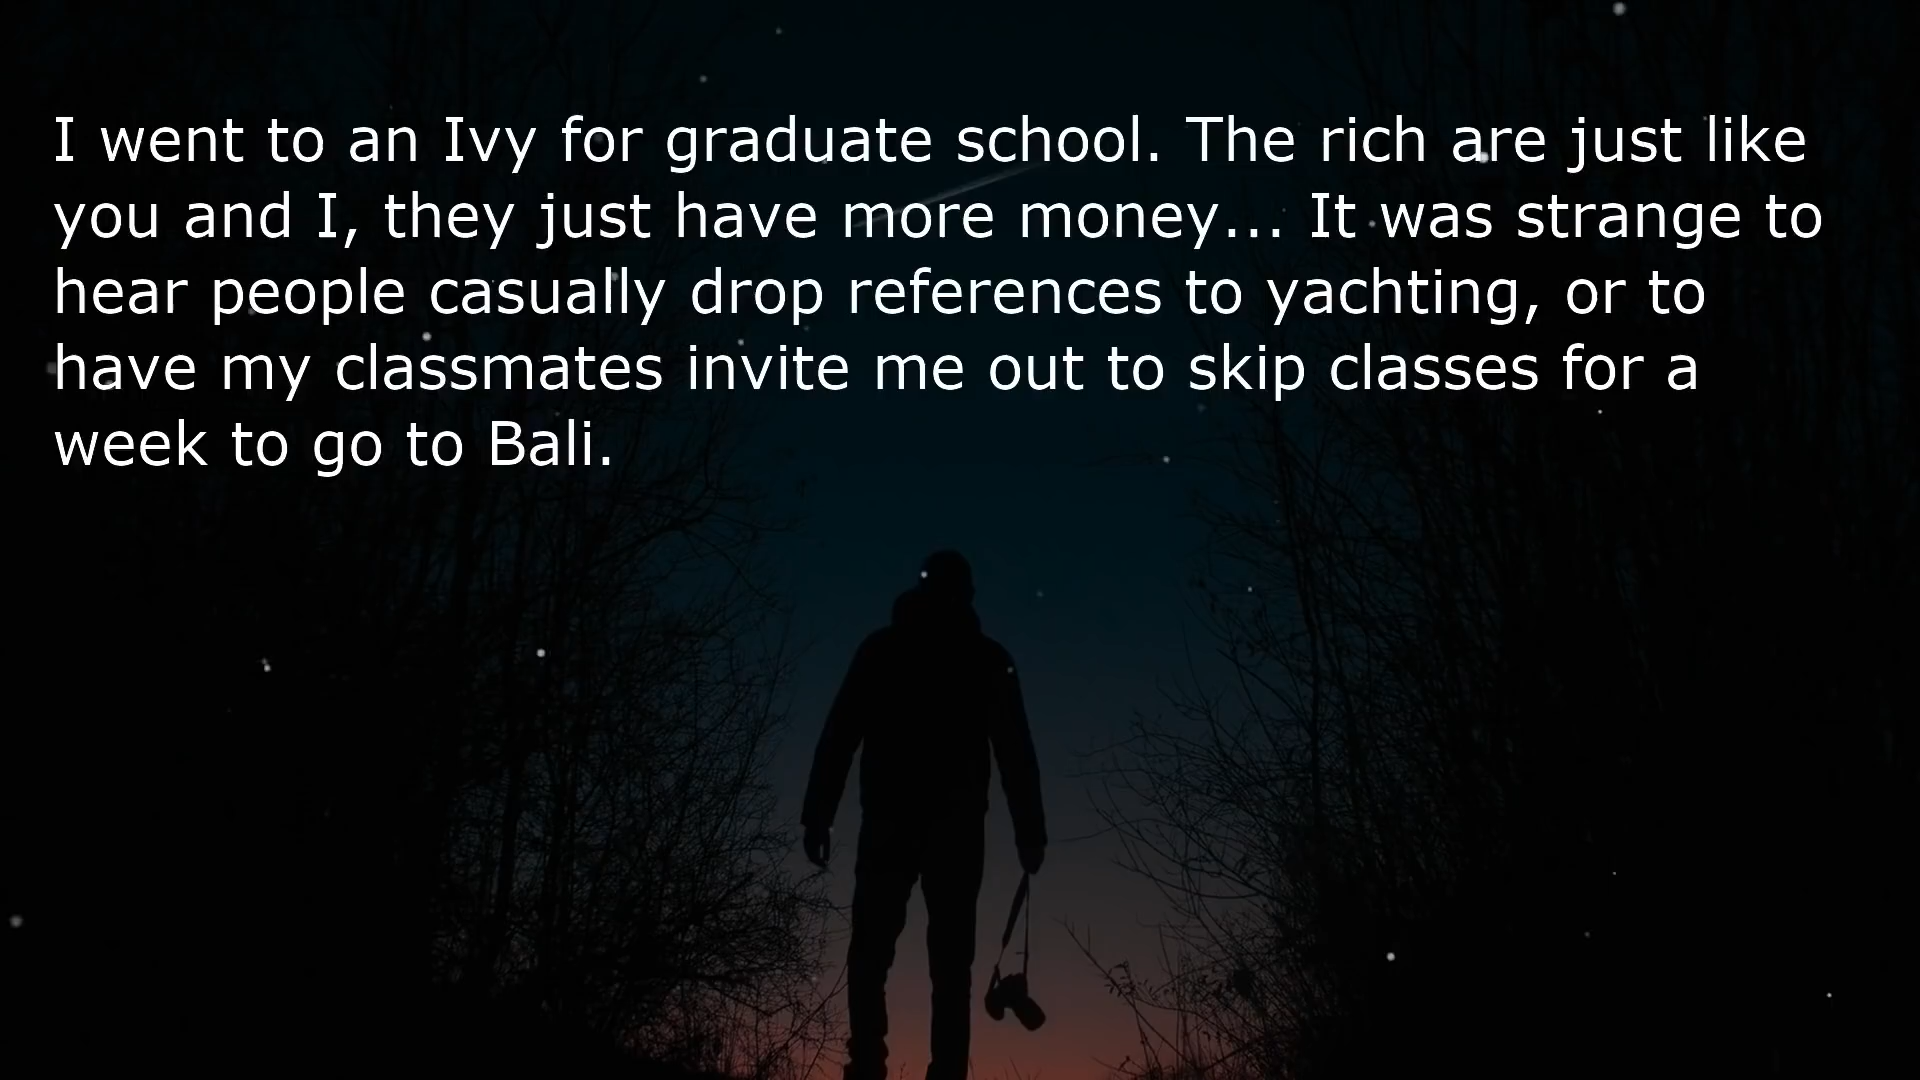 I went to an Ivy for graduate school. The rich are just like
you and I, they just have more money... It was strange to
hear people casually drop references to yachting, or to
have my classmates invite me out to skip classes for a
week to go to Bali.